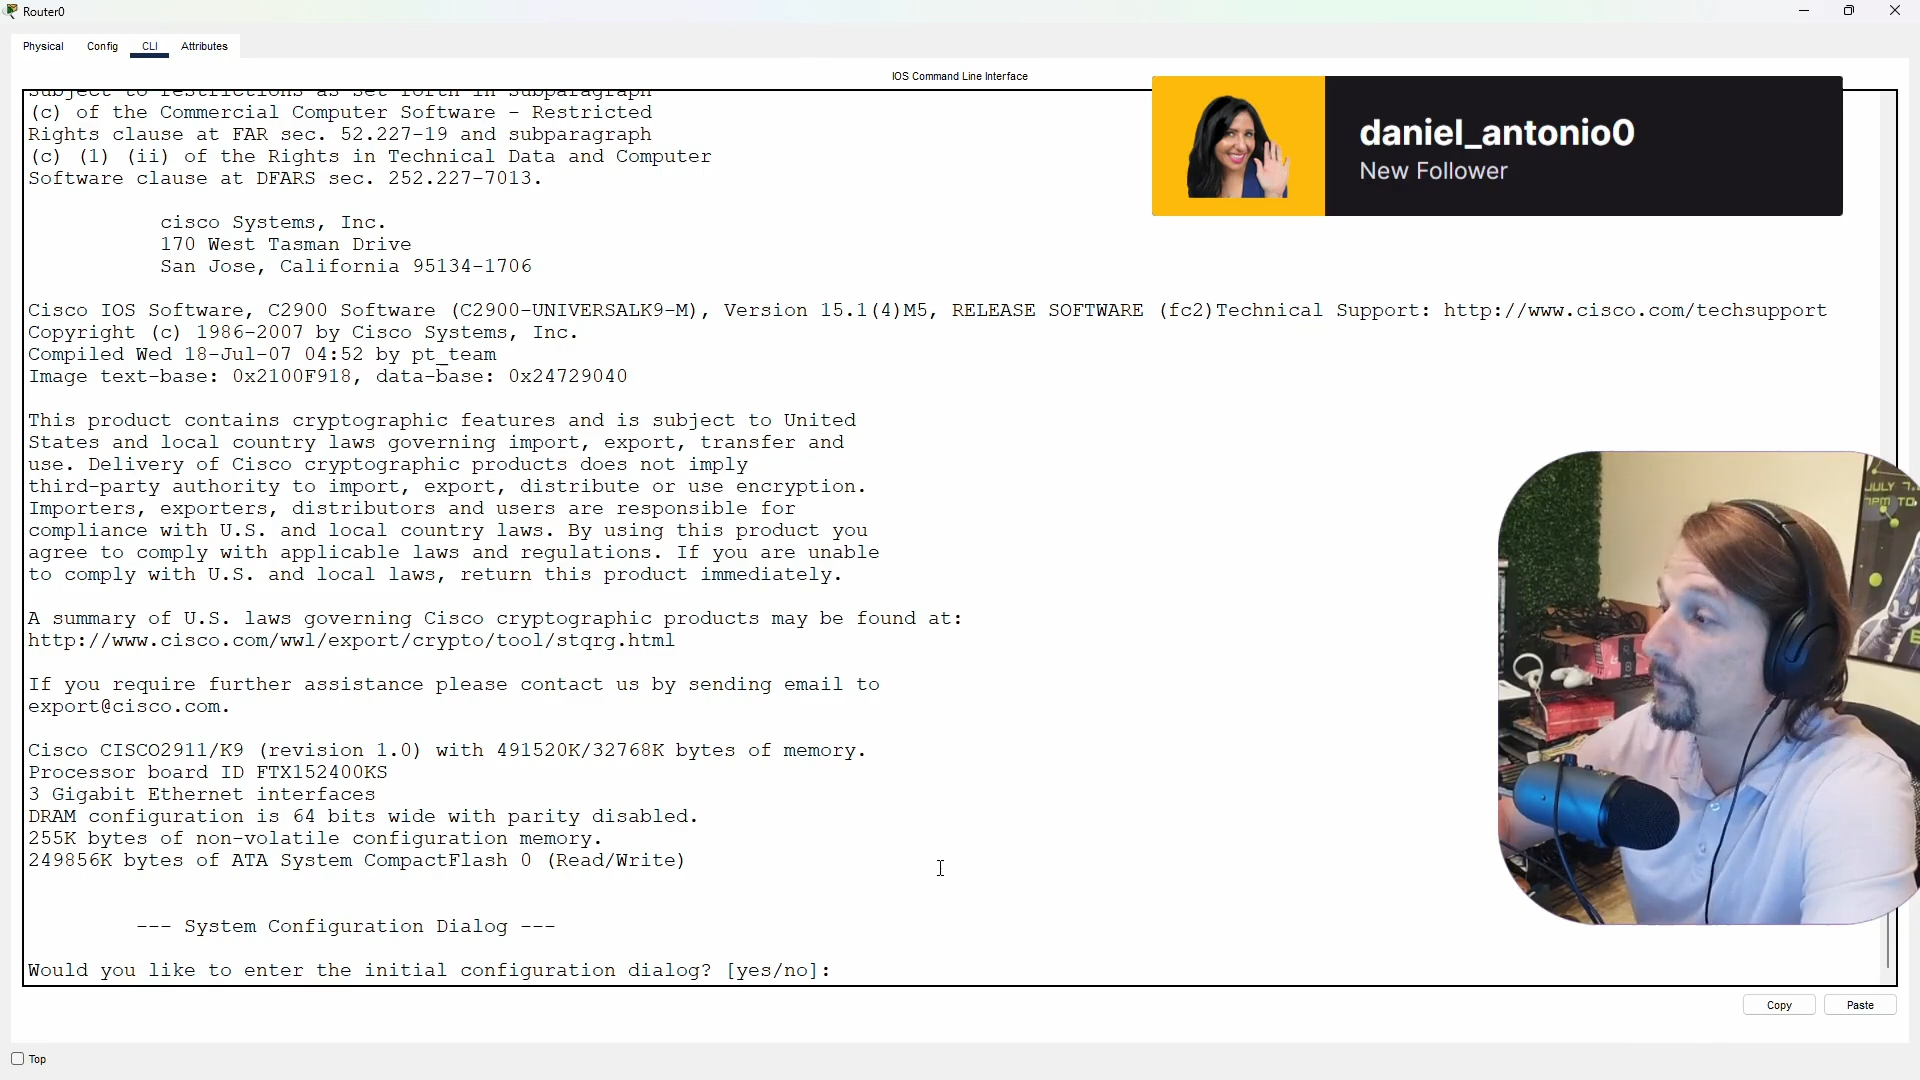 Router0
Physical Config CLI Attributes
IOS Command Line Interface
subject to restrictions as set forth in subparagraph
(c) of the Commercial Computer Software - Restricted
Rights clause at FAR sec. 52.227-19 and subparagraph
(c) (1) (ii) of the Rights in Technical Data and Computer
Software clause at DFARS sec. 252.227-7013.
daniel_antonio0
New Follower
cisco Systems, Inc.
170 West Tasman Drive
San Jose, California 95134-1706
Cisco IOS Software, C2900 Software (C2900-UNIVERSALK9-M), Version 15.1(4)M5, RELEASE SOFTWARE (fc2)Technical Support: http://www.cisco.com/techsupport
Copyright (c) 1986-2007 by Cisco Systems, Inc.
Compiled Wed 18-Jul-07 04:52 by pt_team
Image text-base: 0x2100F918, data-base: 0x24729040
This product contains cryptographic features and is subject to United
States and local country laws governing import, export, transfer and
use. Delivery of Cisco cryptographic products does not imply
third-party authority to import, export, distribute or use encryption.
Importers, exporters, distributors and users are responsible for
compliance with U.S. and local country laws. By using this product you
agree to comply with applicable laws and regulations. If you are unable
to comply with U.S. and local laws, return this product immediately.
A summary of U.S. laws governing Cisco cryptographic products may be found at:
http://www.cisco.com/wwl/export/crypto/tool/stqrg.html
If you require further assistance please contact us by sending email to
export@cisco.com.
Cisco CISCO2911/K9 (revision 1.0) with 491520K/32768K bytes of memory.
Processor board ID FTX152400KS
3 Gigabit Ethernet interfaces
DRAM configuration is 64 bits wide with parity disabled.
255K bytes of non-volatile configuration memory.
249856K bytes of ATA System CompactFlash 0 (Read/Write)
--- System Configuration Dialog ---
Would you like to enter the initial configuration dialog? [yes/no]:
JULY 7
7PM TO
Copy Paste
Top